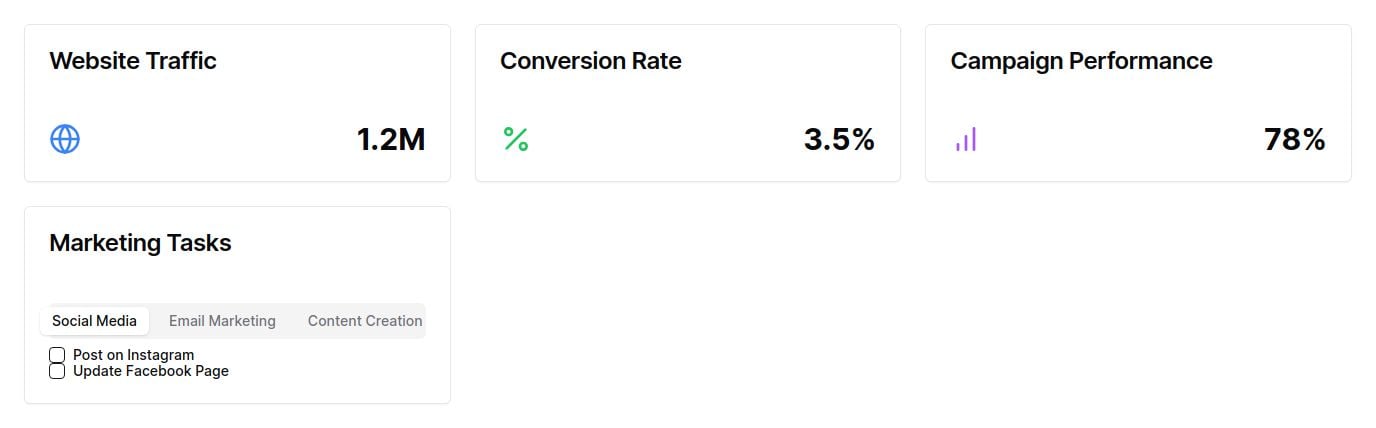 Website Traffic
Conversion Rate
Campaign Performance
1.2M
3.5%
78%
Marketing Tasks
Social Media
Email Marketing
Content Creation
Post on Instagram
Update Facebook Page